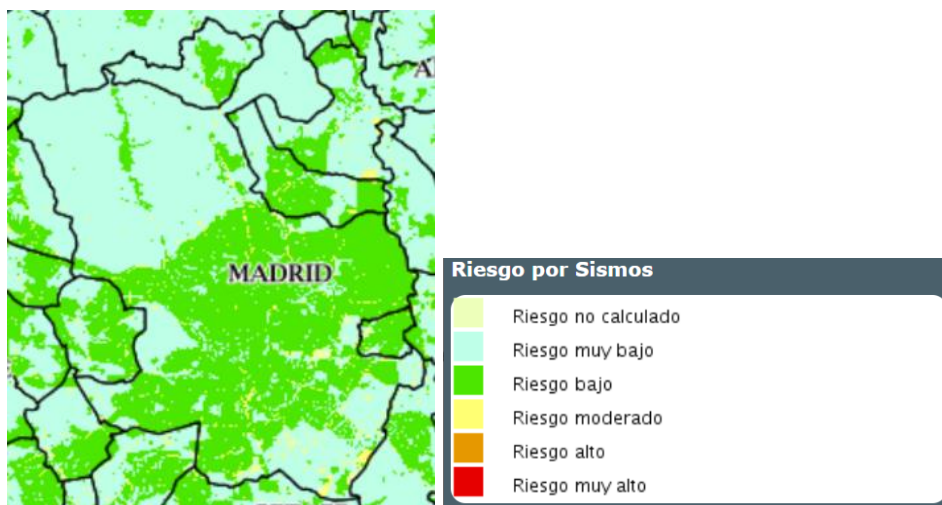 MADRID
Riesgo por Sismos
Riesgo no calculado
Riesgo muy bajo
Riesgo bajo
Riesgo moderado
Riesgo alto
Riesgo muy alto